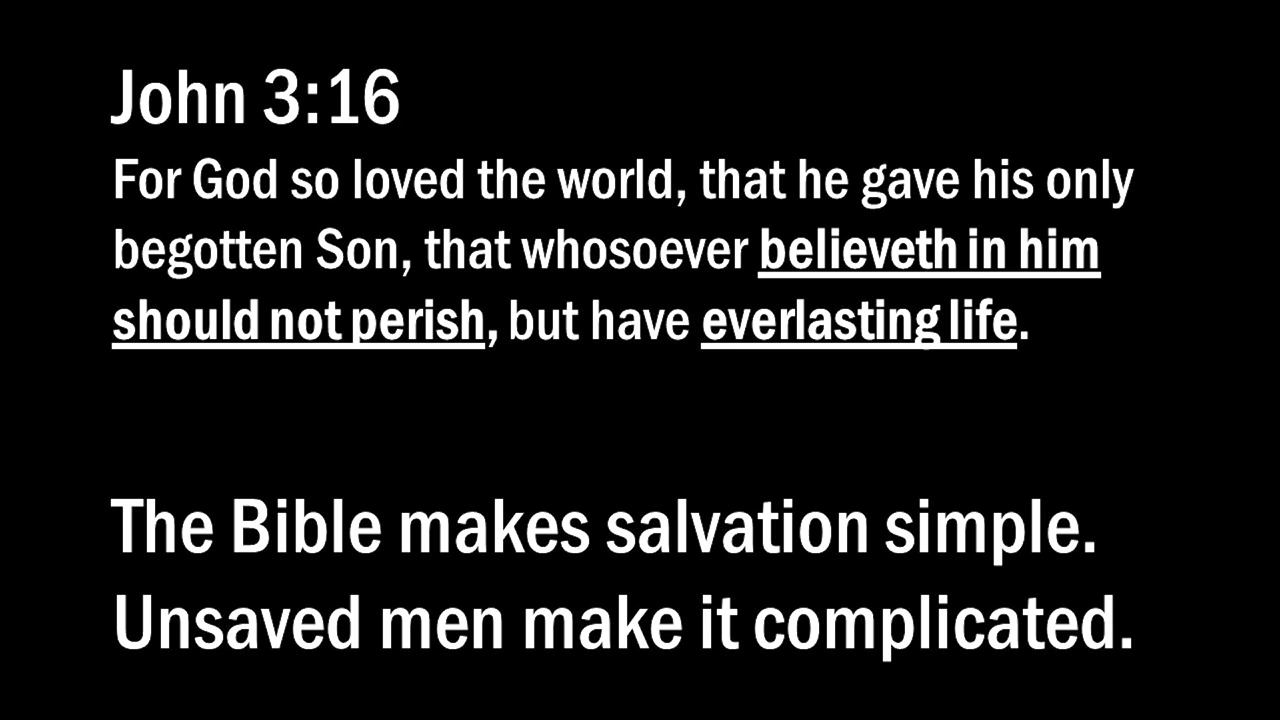 John 3:16
For God so loved the world, that he gave his only
begotten Son, that whosoever believeth in him
should not perish, but have everlasting life.
The Bible makes salvation simple.
Unsaved men make it complicated.